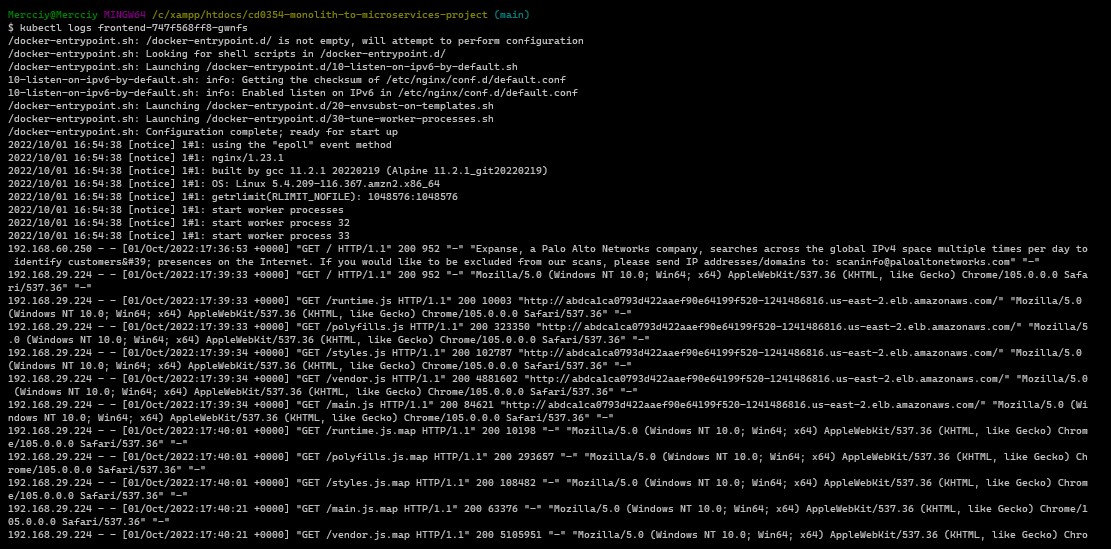 Mercciy@Mercciy MINGW64 /c/xampp/htdocs/cd0354-monolith-to-microservices-project (main)
$ kubectl logs frontend-747f568ff8-gwnfs
/docker-entrypoint.sh: /docker-entrypoint.d/ is not empty, will attempt to perform configuration
/docker-entrypoint.sh: Looking for shell scripts in /docker-entrypoint.d/
/docker-entrypoint.sh: Launching /docker-entrypoint.d/10-listen-on-ipv6-by-default.sh
10-listen-on-ipv6-by-default.sh: info: Getting the checksum of /etc/nginx/conf.d/default.conf
10-listen-on-ipv6-by-default.sh: info: Enabled listen on IPv6 in /etc/nginx/conf.d/default.conf
/docker-entrypoint.sh: Launching /docker-entrypoint.d/20-envsubst-on-templates.sh
/docker-entrypoint.sh: Launching /docker-entrypoint.d/30-tune-worker-processes.sh
/docker-entrypoint.sh: Configuration complete; ready for start up
2022/10/01 16:54:38 [notice] 1#1: using the "epoll" event method
2022/10/01 16:54:38 [notice] 1#1: nginx/1.23.1
2022/10/01 16:54:38 [notice] 1#1: built by gcc 11.2.1 20220219 (Alpine 11.2.1_git20220219)
2022/10/01 16:54:38 [notice] 1#1: OS: Linux 5.4.209-116.367.amzn2.x86_64
2022/10/01 16:54:38 [notice] 1#1: getrlimit(RLIMIT_NOFILE): 1048576:1048576
2022/10/01 16:54:38 [notice] 1#1: start worker processes
2022/10/01 16:54:38 [notice] 1#1: start worker process 32
2022/10/01 16:54:38 [notice] 1#1: start worker process 33
192.168.60.250 - - [01/Oct/2022:17:36:53 +0000] "GET / HTTP/1.1" 200 952 "-" "Expanse, a Palo Alto Networks company, searches across the global IPv4 space multiple times per day to
identify customers&#39; presences on the Internet. If you would like to be excluded from our scans, please send IP addresses/domains to: scaninfo@paloaltonetworks.com" "-"
192.168.29.224 - - [01/Oct/2022:17:39:33 +0000] "GET / HTTP/1.1" 200 952 "-" "Mozilla/5.0 (Windows NT 10.0; Win64; x64) AppleWebKit/537.36 (KHTML, like Gecko) Chrome/105.0.0.0 Safa
ri/537.36" "-"
192.168.29.224 - - [01/Oct/2022:17:39:33 +0000] "GET /runtime.js HTTP/1.1" 200 10003 "http://abdca1ca0793d422aaef90e64199f520-1241486816.us-east-2.elb.amazonaws.com/" "Mozilla/5.0
(Windows NT 10.0; Win64; x64) AppleWebKit/537.36 (KHTML, like Gecko) Chrome/105.0.0.0 Safari/537.36" "-"
192.168.29.224 - - [01/Oct/2022:17:39:33 +0000] "GET /polyfills.js HTTP/1.1" 200 323350 "http://abdca1ca0793d422aaef90e64199f520-1241486816.us-east-2.elb.amazonaws.com/" "Mozilla/5
.0 (Windows NT 10.0; Win64; x64) AppleWebKit/537.36 (KHTML, like Gecko) Chrome/105.0.0.0 Safari/537.36" "-"
192.168.29.224 - - [01/Oct/2022:17:39:34 +0000] "GET /styles.js HTTP/1.1" 200 102787 "http://abdca1ca0793d422aaef90e64199f520-1241486816.us-east-2.elb.amazonaws.com/" "Mozilla/5.0
(Windows NT 10.0; Win64; x64) AppleWebKit/537.36 (KHTML, like Gecko) Chrome/105.0.0.0 Safari/537.36" "-"
192.168.29.224 - - [01/Oct/2022:17:39:34 +0000] "GET /vendor.js HTTP/1.1" 200 4881602 "http://abdca1ca0793d422aaef90e64199f520-1241486816.us-east-2.elb.amazonaws.com/" "Mozilla/5.0
(Windows NT 10.0; Win64; x64) AppleWebKit/537.36 (KHTML, like Gecko) Chrome/105.0.0.0 Safari/537.36" "-"
192.168.29.224 - - [01/Oct/2022:17:39:34 +0000] "GET /main.js HTTP/1.1" 200 84621 "http://abdca1ca0793d422aaef90e64199f520-1241486816.us-east-2.elb.amazonaws.com/" "Mozilla/5.0 (Wi
ndows NT 10.0; Win64; x64) AppleWebKit/537.36 (KHTML, like Gecko) Chrome/105.0.0.0 Safari/537.36" "-"
192.168.29.224 - - [01/Oct/2022:17:40:01 +0000] "GET /runtime.js.map HTTP/1.1" 200 10198 "-" "Mozilla/5.0 (Windows NT 10.0; Win64; x64) AppleWebKit/537.36 (KHTML, like Gecko) Chrom
e/105.0.0.0 Safari/537.36" "-"
192.168.29.224 - - [01/Oct/2022:17:40:01 +0000] "GET /polyfills.js.map HTTP/1.1" 200 293657 "-" "Mozilla/5.0 (Windows NT 10.0; Win64; x64) AppleWebKit/537.36 (KHTML, like Gecko) Ch
rome/105.0.0.0 Safari/537.36" "-"
192.168.29.224 - - [01/Oct/2022:17:40:01 +0000] "GET /styles.js.map HTTP/1.1" 200 108482 "-" "Mozilla/5.0 (Windows NT 10.0; Win64; x64) AppleWebKit/537.36 (KHTML, like Gecko) Chrom
e/105.0.0.0 Safari/537.36" "-"
192.168.29.224 - - [01/Oct/2022:17:40:21 +0000] "GET /main.js.map HTTP/1.1" 200 63376 "-" "Mozilla/5.0 (Windows NT 10.0; Win64; x64) AppleWebKit/537.36 (KHTML, like Gecko) Chrome/1
05.0.0.0 Safari/537.36" "-"
192.168.29.224 - - [01/Oct/2022:17:40:21 +0000] "GET /vendor.js.map HTTP/1.1" 200 5105951 "-" "Mozilla/5.0 (Windows NT 10.0; Win64; x64) AppleWebKit/537.36 (KHTML, like Gecko) Chro